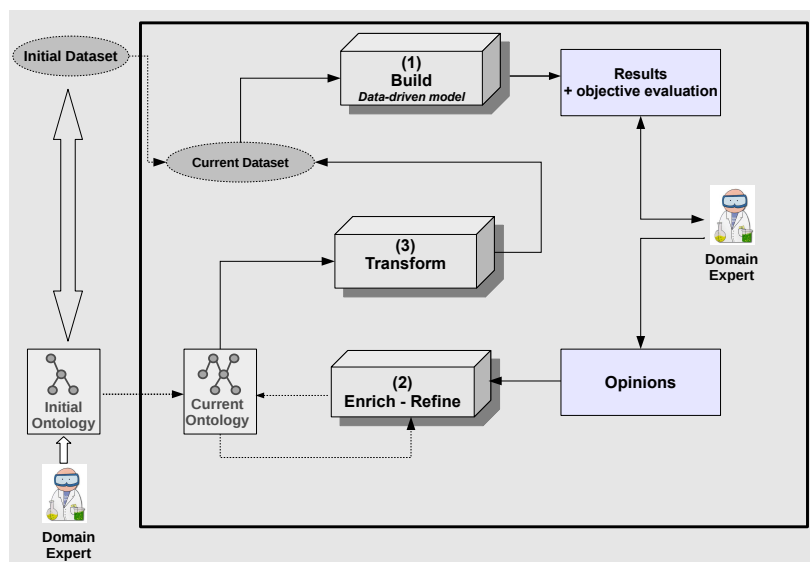 Initial Dataset
(1)
Build
Data-driven model
Results
+ objective evaluation
Current Dataset
(3)
Transform
Domain
Expert
(2)
Enrich - Refine
Opinions
Initial
Ontology
Current
Ontology
Domain
Expert